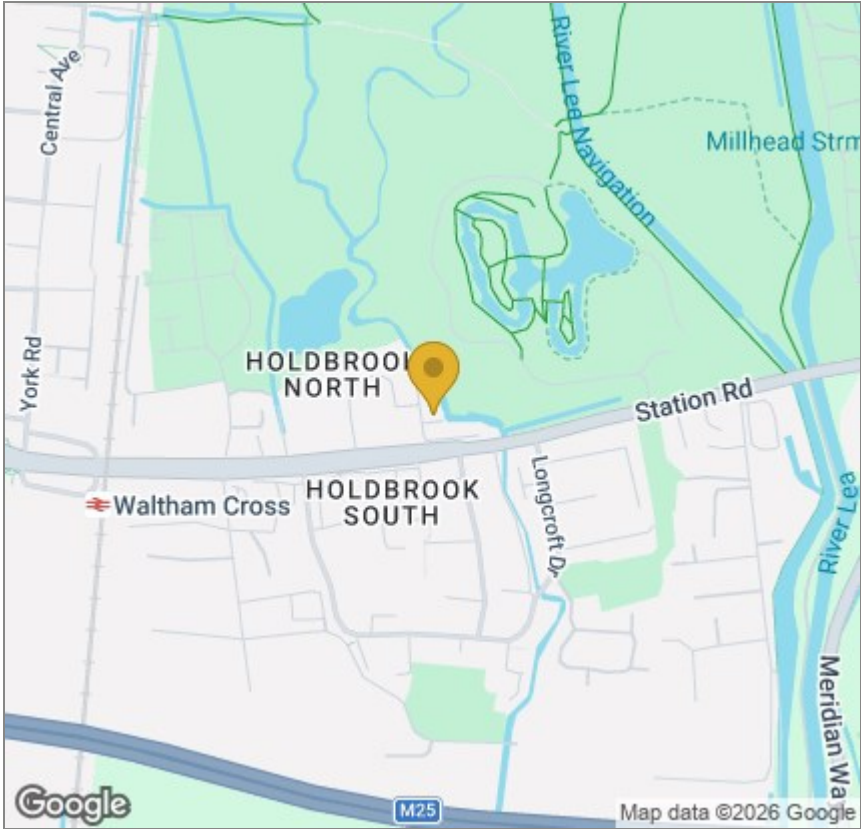 Central Ave
River Lee Navigation
Millhead Strm
York Rd
HOLDBROOK
NORTH
Station Rd
HOLDBROOK
SOUTH
Waltham Cross
Longcroft Dr
River Lea
Meridian Wa
M25
Google
Map data ©2026 Google